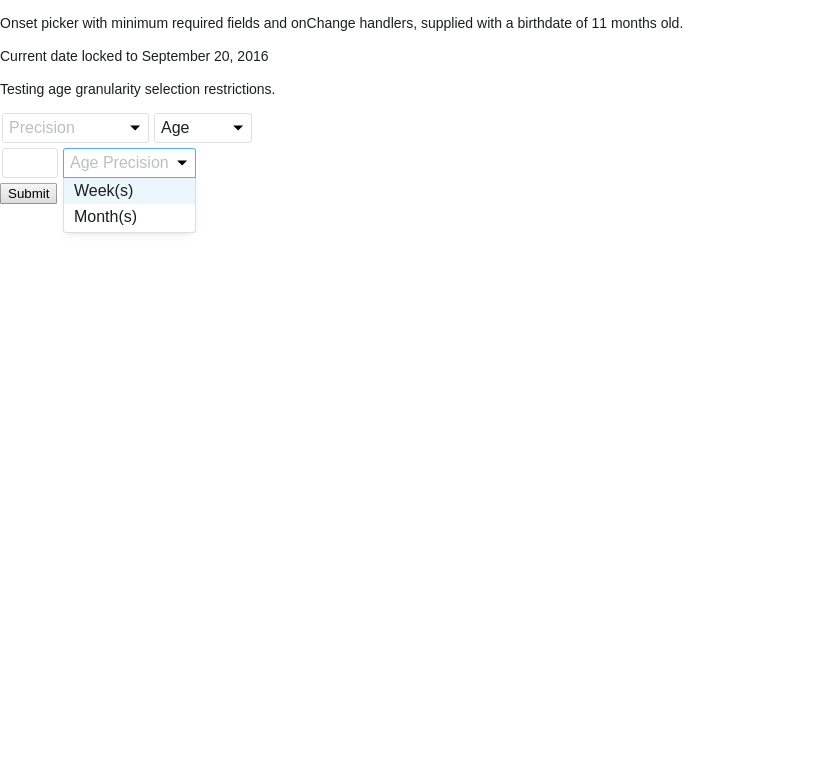 Onset picker with minimum required fields and onChange handlers, supplied with a birthdate of 11 months old.
Current date locked to September 20, 2016
Testing age granularity selection restrictions.
Precision Age
Age Precision
Week(s)
Submit
Month(s)